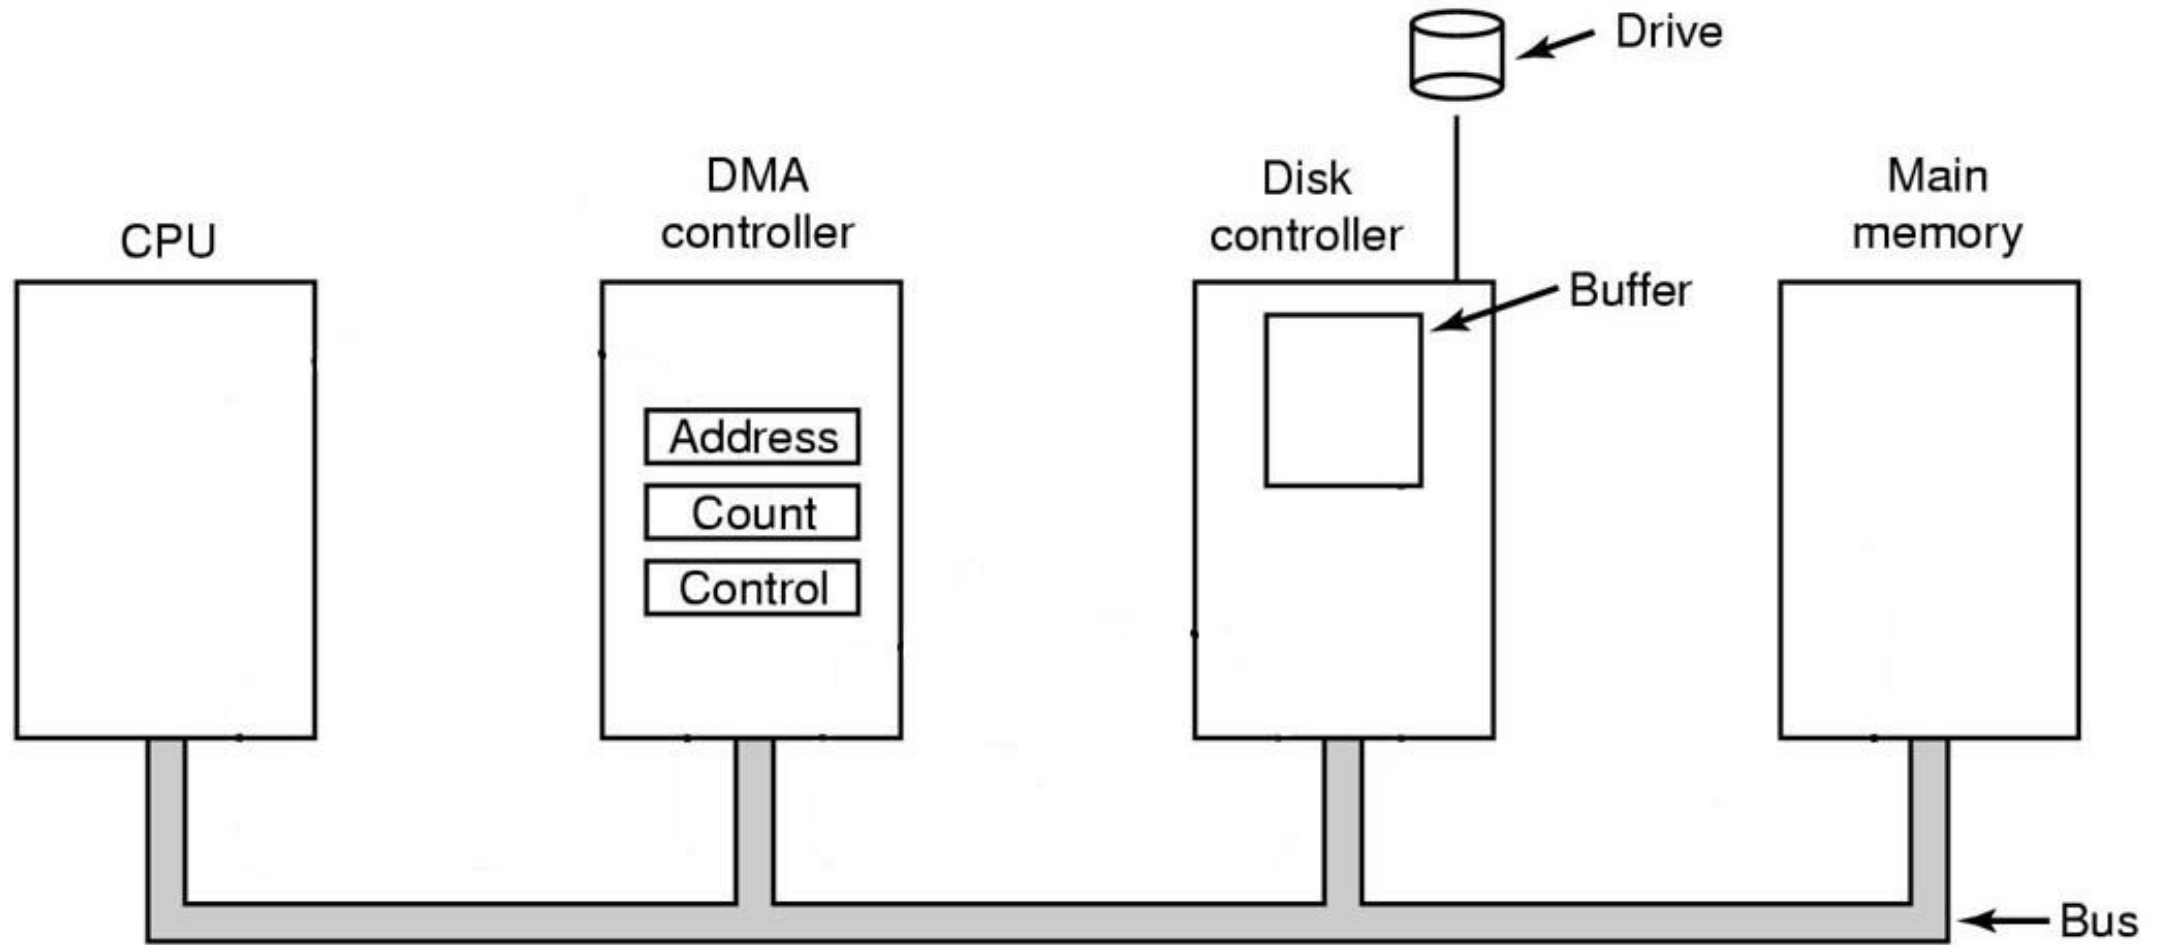 Drive
CPU
DMA
controller
Disk
controller
Main
memory
Buffer
Address
Count
Control
Bus